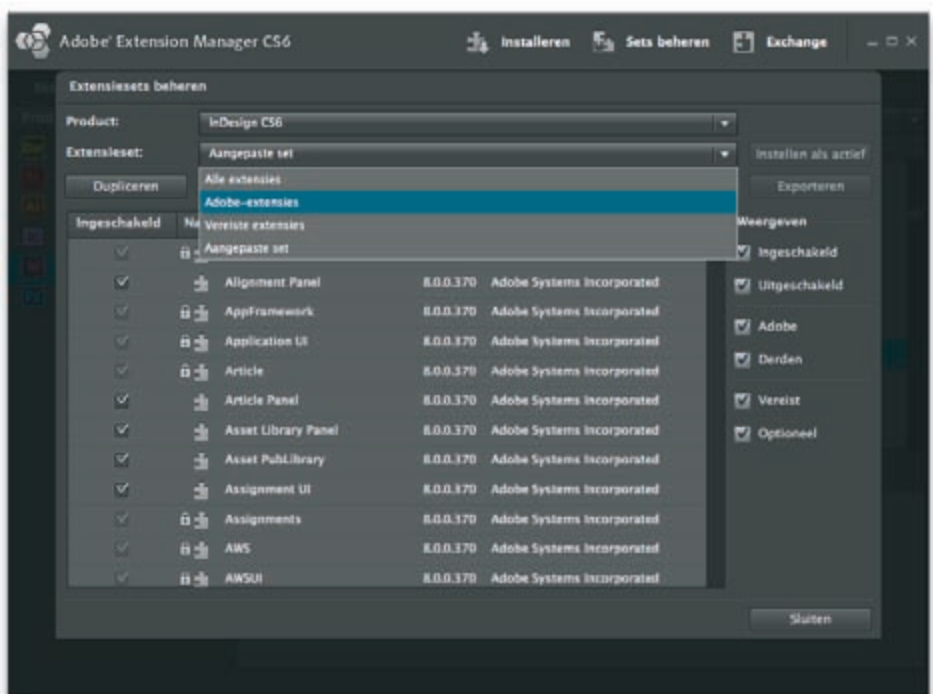 Adobe® Extension Manager CS6 Installeren Sets beheren Exchange
Extensiesets beheren
Product: InDesign CS6
Extensieset: Aangepaste set Instellen als actief
Dupliceren Alle extensies Exporteren
Adobe-extensies
Ingeschakeld Vereiste extensies Weergeven
Aangepaste set Ingeschakeld
Alignment Panel 8.0.0.370 Adobe Systems Incorporated Uitgeschakeld
AppFramework 8.0.0.370 Adobe Systems Incorporated Adobe
Application UI 8.0.0.370 Adobe Systems Incorporated
Article 8.0.0.370 Adobe Systems Incorporated Derden
Article Panel 8.0.0.370 Adobe Systems Incorporated Vereist
Asset Library Panel 8.0.0.370 Adobe Systems Incorporated Optioneel
Asset PubLibrary 8.0.0.370 Adobe Systems Incorporated
Assignment UI 8.0.0.370 Adobe Systems Incorporated
Assignments 8.0.0.370 Adobe Systems Incorporated
AWS 8.0.0.370 Adobe Systems Incorporated
AWSUI 8.0.0.370 Adobe Systems Incorporated
Sluiten